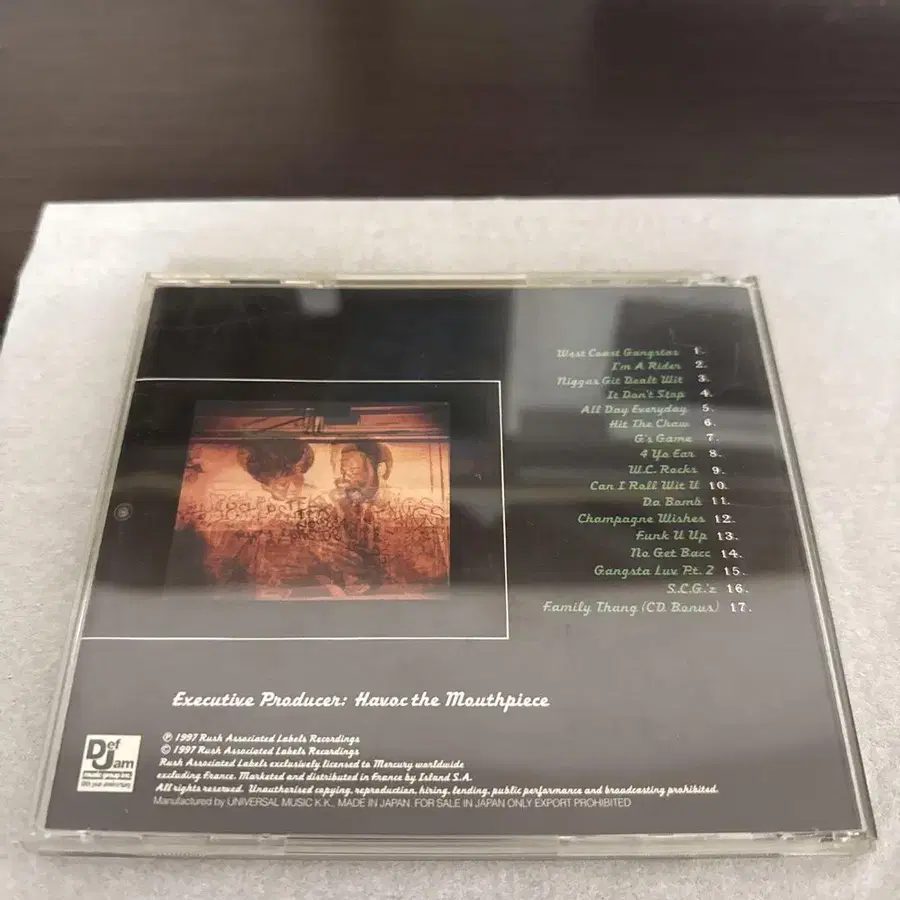 West Coast Gangstas 1.
I'm A Rider 2.
Niggas Git Dealt Wit 3.
It Don't Stop 4.
All Day Everyday 5.
Hit The Chaw 6.
G's Game 7.
4 Yo Ear 8.
W.C. Rocks 9.
Can I Roll Wit U 10.
Da Bomb 11.
Champagne Wishes 12.
Funk U Up 13.
No Get Bacc 14.
Gangsta Luv Pt. 2 15.
S.C.G.'z 16.
Family Thang (CD Bonus) 17.
Executive Producer: Havoc the Mouthpiece
℗ 1997 Rush Associated Labels Recordings
© 1997 Rush Associated Labels Recordings
Rush Associated Labels exclusively licensed to Mercury worldwide
excluding France. Marketed and distributed in France by Island S.A.
All rights reserved. Unauthorised copying, reproduction, hiring, lending, public performance and broadcasting prohibited.
Manufactured by UNIVERSAL MUSIC K.K., MADE IN JAPAN. FOR SALE IN JAPAN ONLY EXPORT PROHIBITED
Def
Jam
music group inc.
anniversary